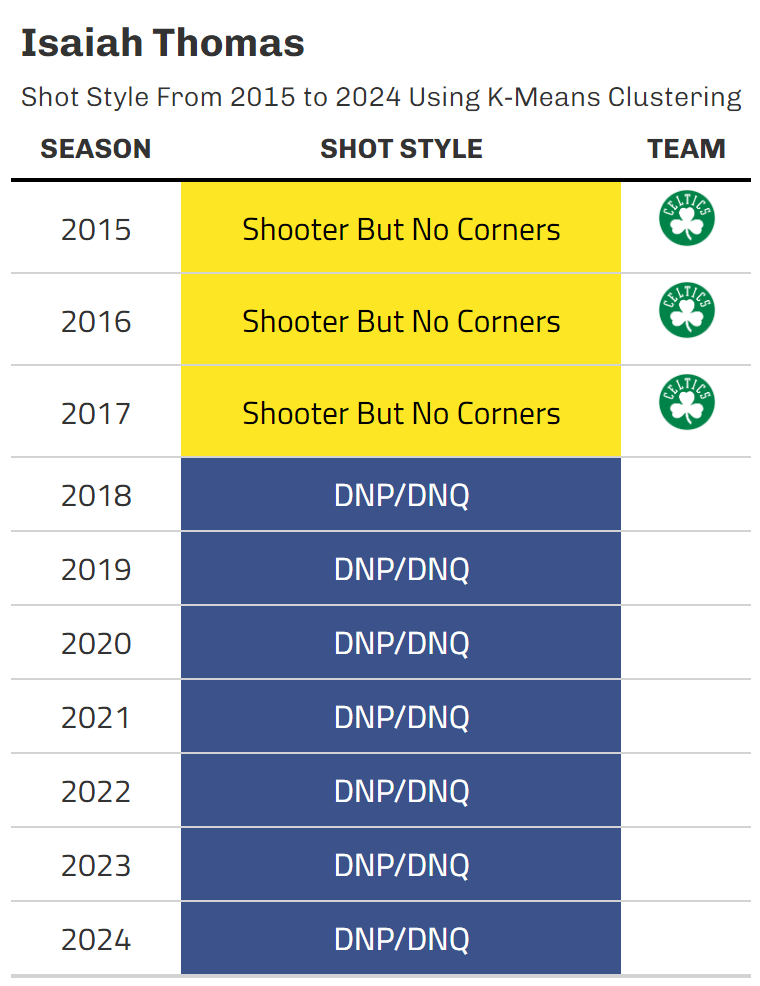 Isaiah Thomas
Shot Style From 2015 to 2024 Using K-Means Clustering
SEASON SHOT STYLE TEAM
2015 Shooter But No Corners CELTICS
2016 Shooter But No Corners CELTICS
2017 Shooter But No Corners CELTICS
2018 DNP/DNQ
2019 DNP/DNQ
2020 DNP/DNQ
2021 DNP/DNQ
2022 DNP/DNQ
2023 DNP/DNQ
2024 DNP/DNQ